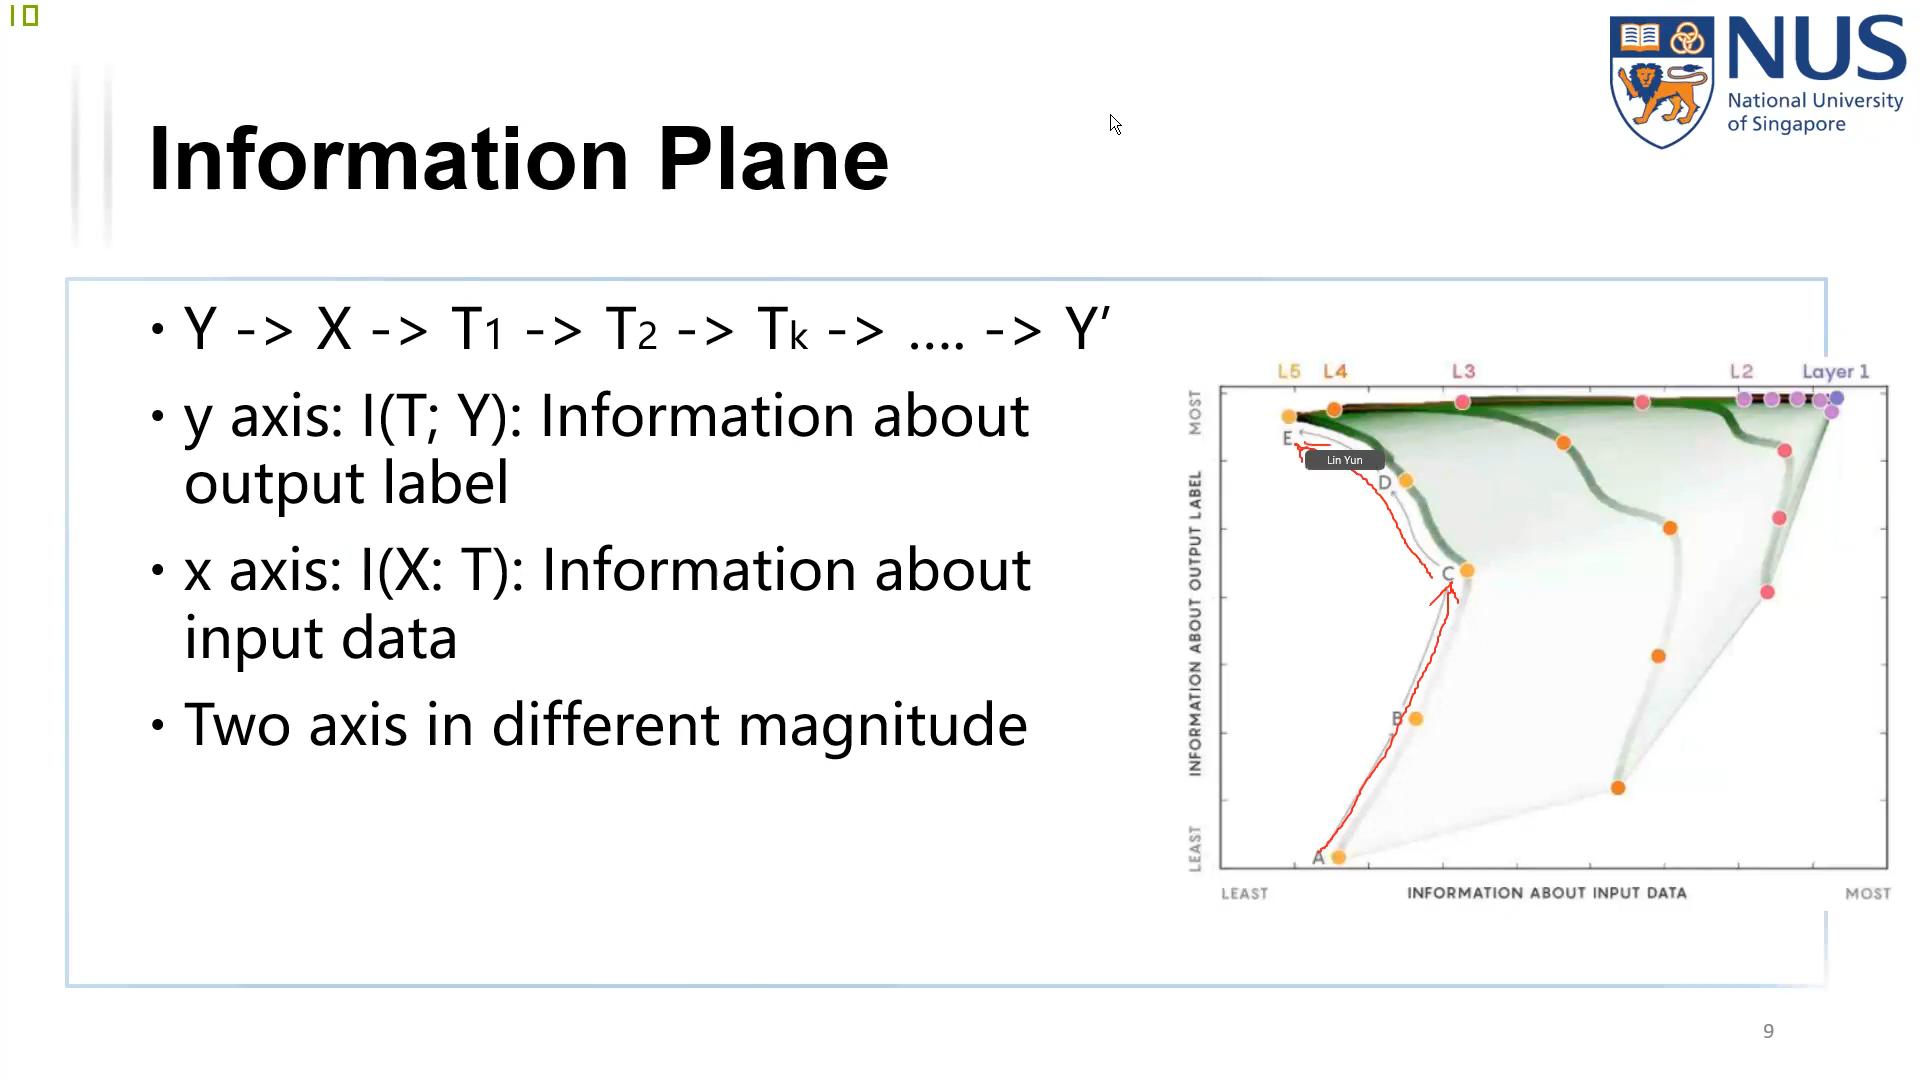 NUS
National University
of Singapore
Information Plane
• Y -> X -> T1 -> T2 -> Tk -> .... -> Y’
• y axis: I(T; Y): Information about
output label
• x axis: I(X: T): Information about
input data
• Two axis in different magnitude
L5 L4 L3 L2 Layer 1
MOST
INFORMATION ABOUT OUTPUT LABEL
LEAST
E
Lin Yun
D
C
B
A
LEAST INFORMATION ABOUT INPUT DATA MOST
9